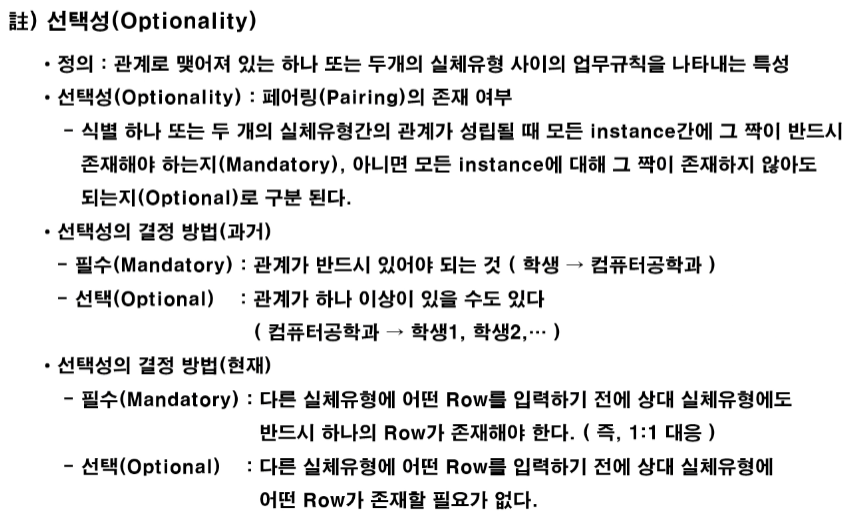 註) 선택성(Optionality)
• 정의 : 관계로 맺어져 있는 하나 또는 두개의 실체유형 사이의 업무규칙을 나타내는 특성
• 선택성(Optionality) : 페어링(Pairing)의 존재 여부
– 식별 하나 또는 두 개의 실체유형간의 관계가 성립될 때 모든 instance간에 그 짝이 반드시
존재해야 하는지(Mandatory), 아니면 모든 instance에 대해 그 짝이 존재하지 않아도
되는지(Optional)로 구분 된다.
• 선택성의 결정 방법(과거)
– 필수(Mandatory) : 관계가 반드시 있어야 되는 것 ( 학생 → 컴퓨터공학과 )
– 선택(Optional) : 관계가 하나 이상이 있을 수도 있다
( 컴퓨터공학과 → 학생1, 학생2,⋯ )
• 선택성의 결정 방법(현재)
– 필수(Mandatory) : 다른 실체유형에 어떤 Row를 입력하기 전에 상대 실체유형에도
반드시 하나의 Row가 존재해야 한다. ( 즉, 1:1 대응 )
– 선택(Optional) : 다른 실체유형에 어떤 Row를 입력하기 전에 상대 실체유형에
어떤 Row가 존재할 필요가 없다.